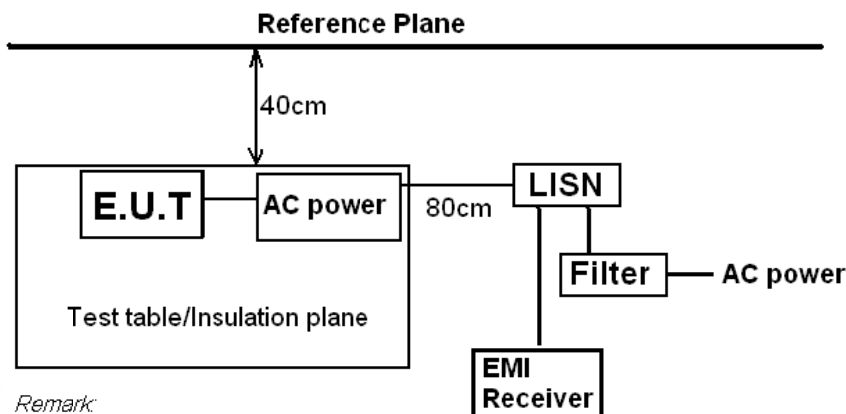 Reference Plane
40cm
E.U.T
AC power
80cm
LISN
Filter
AC power
Test table/Insulation plane
EMI
Receiver
Remark: